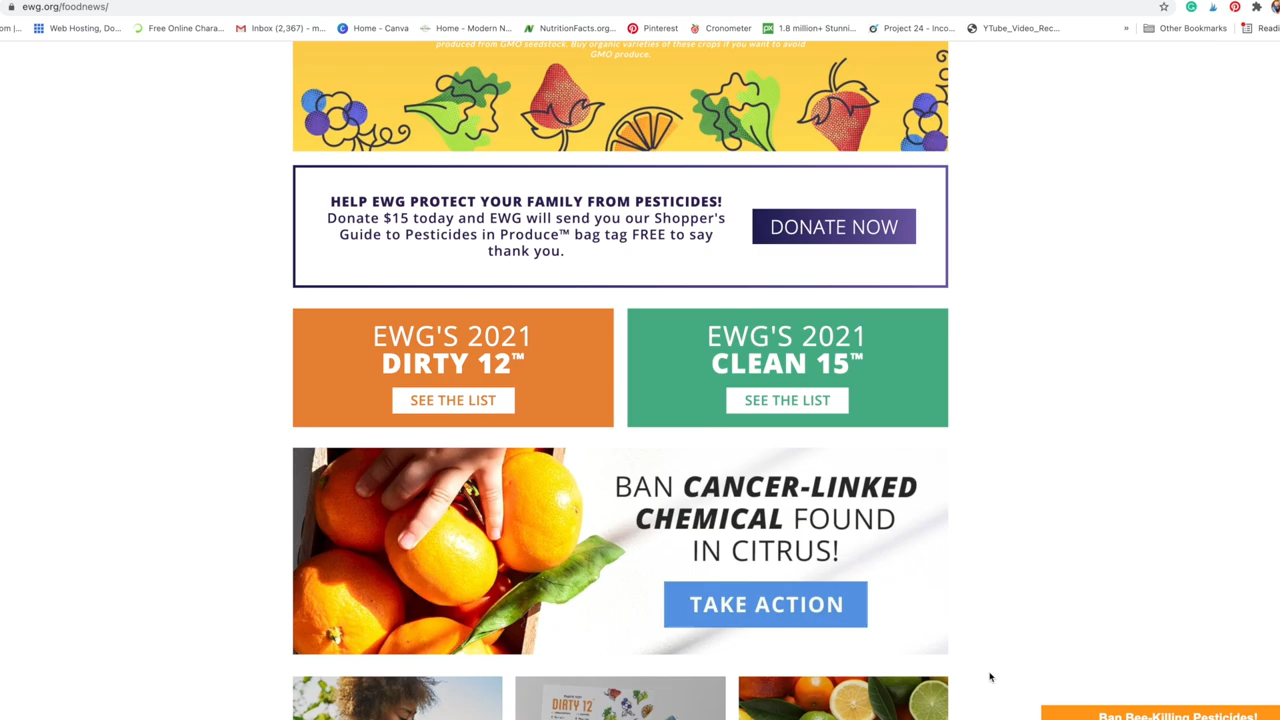 ewg.org/foodnews/
om |... Web Hosting, Do... Free Online Chara... Inbox (2,367) – m... Home - Canva Home - Modern N... NutritionFacts.org... Pinterest Cronometer 1.8 million+ Stunni... Project 24 - Inco... YTube_Video_Rec... » Other Bookmarks Readi
produced from GMO seedstock. Buy organic varieties of these crops if you want to avoid
GMO produce.
HELP EWG PROTECT YOUR FAMILY FROM PESTICIDES!
Donate $15 today and EWG will send you our Shopper's
Guide to Pesticides in Produce™ bag tag FREE to say
thank you.
DONATE NOW
EWG'S 2021
DIRTY 12™
SEE THE LIST
EWG'S 2021
CLEAN 15™
SEE THE LIST
BAN CANCER-LINKED
CHEMICAL FOUND
IN CITRUS!
TAKE ACTION
DIRTY 12
Ban Bee-Killing Pesticides!